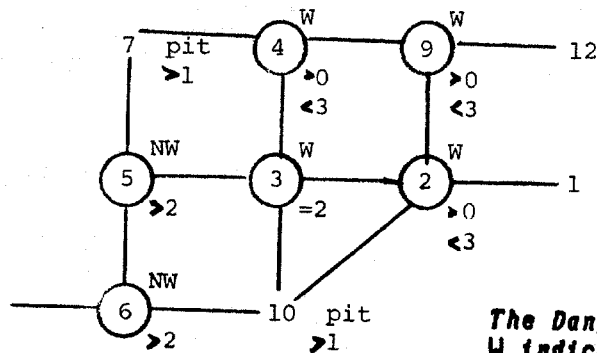 W W
7 pit 4 9 12
>1 >0 >0
<3 <3
NW W W
5 3 2 1
>2 =2 >0
<3
NW
6 10 pit
>2 >1
The Dan
W indic